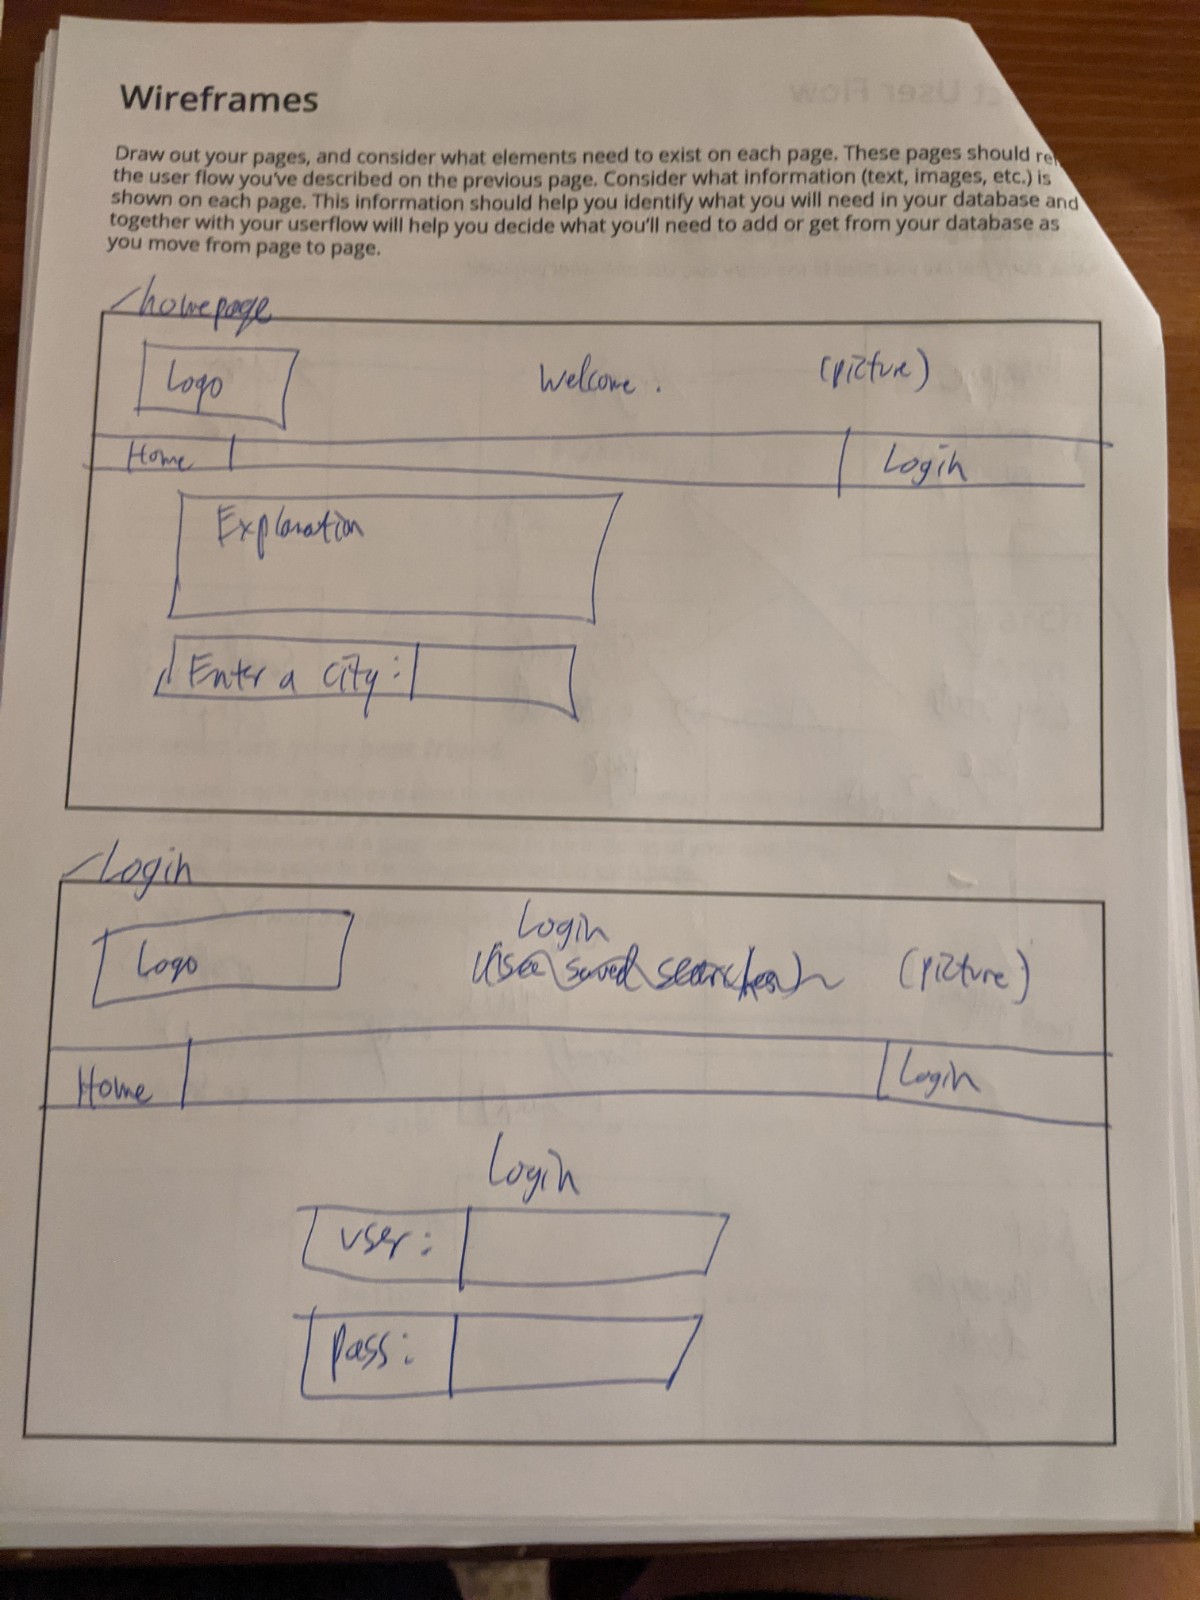 Wireframes
Draw out your pages, and consider what elements need to exist on each page. These pages should
the user flow you've described on the previous page. Consider what information (text, images, etc.) is
shown on each page. This information should help you identify what you will need in your database and
together with your userflow will help you decide what you'll need to add or get from your database as
you move from page to page.
/homepage
Logo Welcome. (picture)
Home Login
Explanation
Enter a city:
/Login
Login
Logo (see saved searches) (picture)
Home Login
Login
user:
pass: